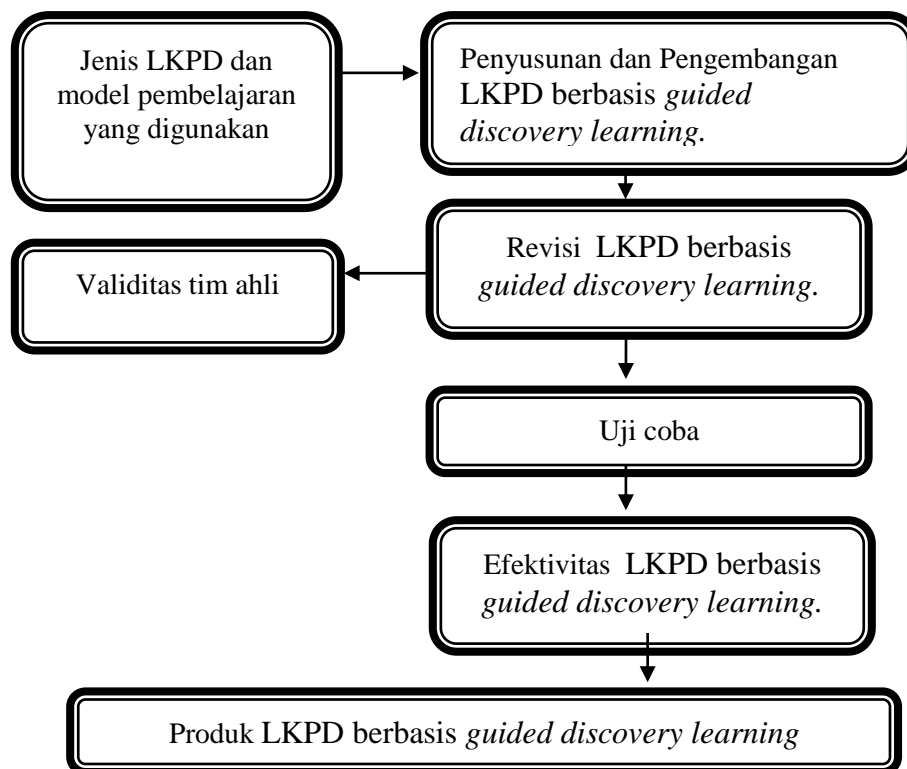 Jenis LKPD dan
model pembelajaran
yang digunakan
Penyusunan dan Pengembangan
LKPD berbasis guided
discovery learning.
Revisi LKPD berbasis
guided discovery learning.
Validitas tim ahli
Uji coba
Efektivitas LKPD berbasis
guided discovery learning.
Produk LKPD berbasis guided discovery learning